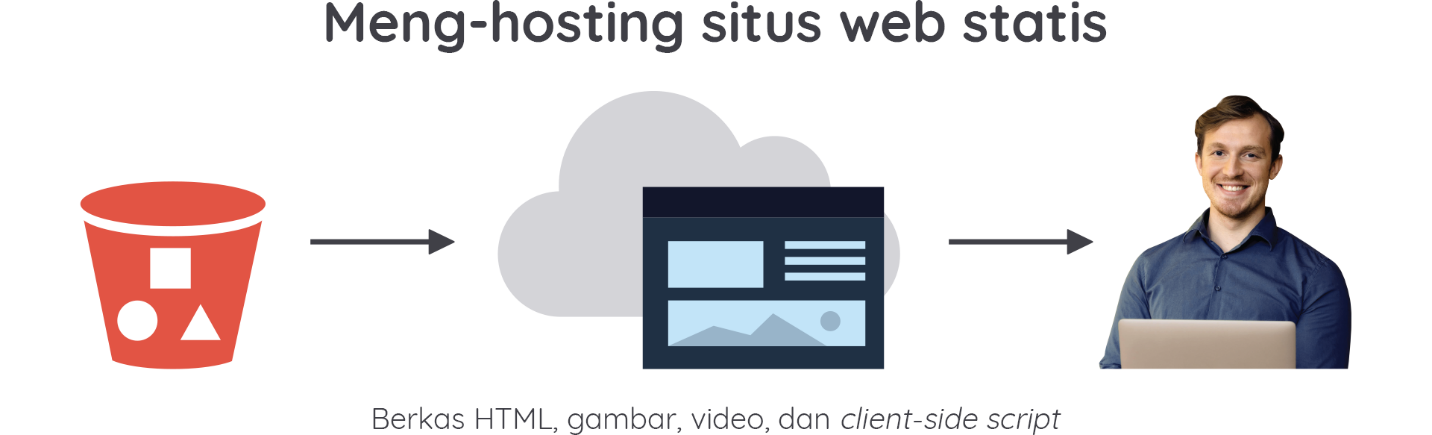 Meng-hosting situs web statis
Berkas HTML, gambar, video, dan client-side script